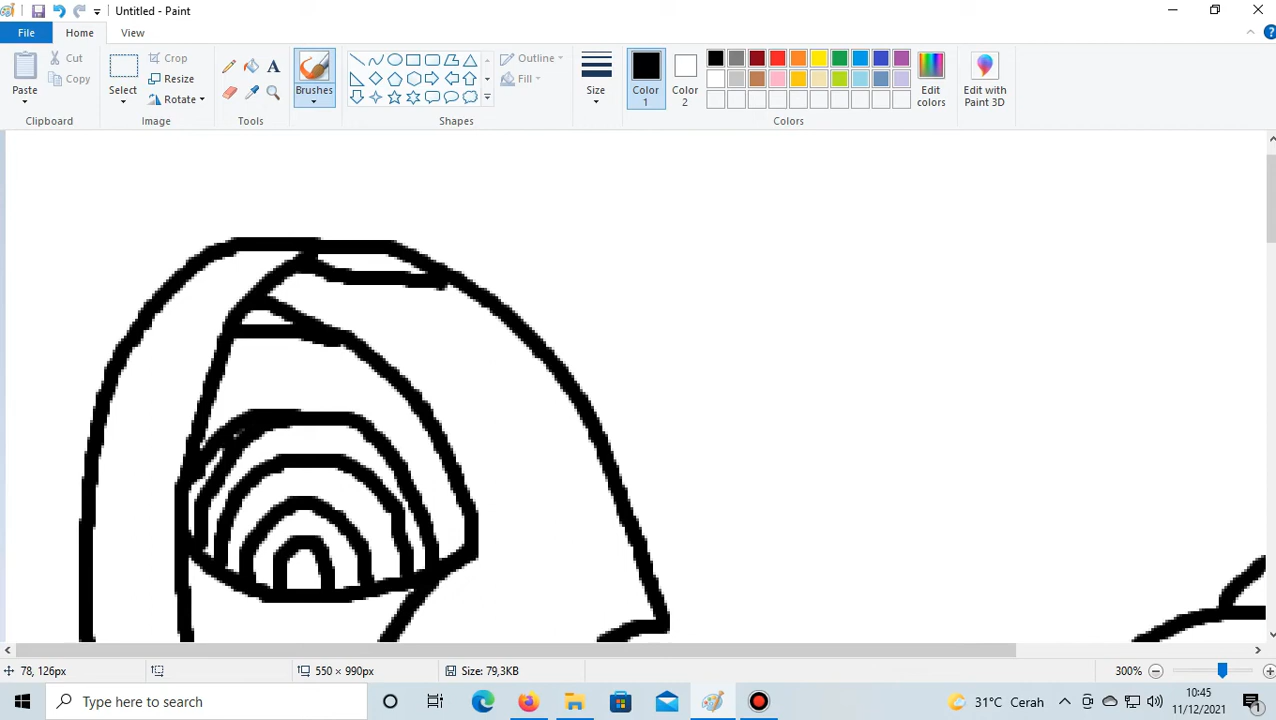 Untitled - Paint
File
Home
View
Paste
Cut
Copy
Clipboard
Select
Crop
Resize
Rotate
Image
A
Tools
Brushes
Outline
Fill
Shapes
Size
Color
1
Color
2
Edit
colors
Colors
Edit with
Paint 3D
78, 126px
550 × 990px
Size: 79,3KB
300%
Type here to search
31°C Cerah
10:45
11/12/2021
1